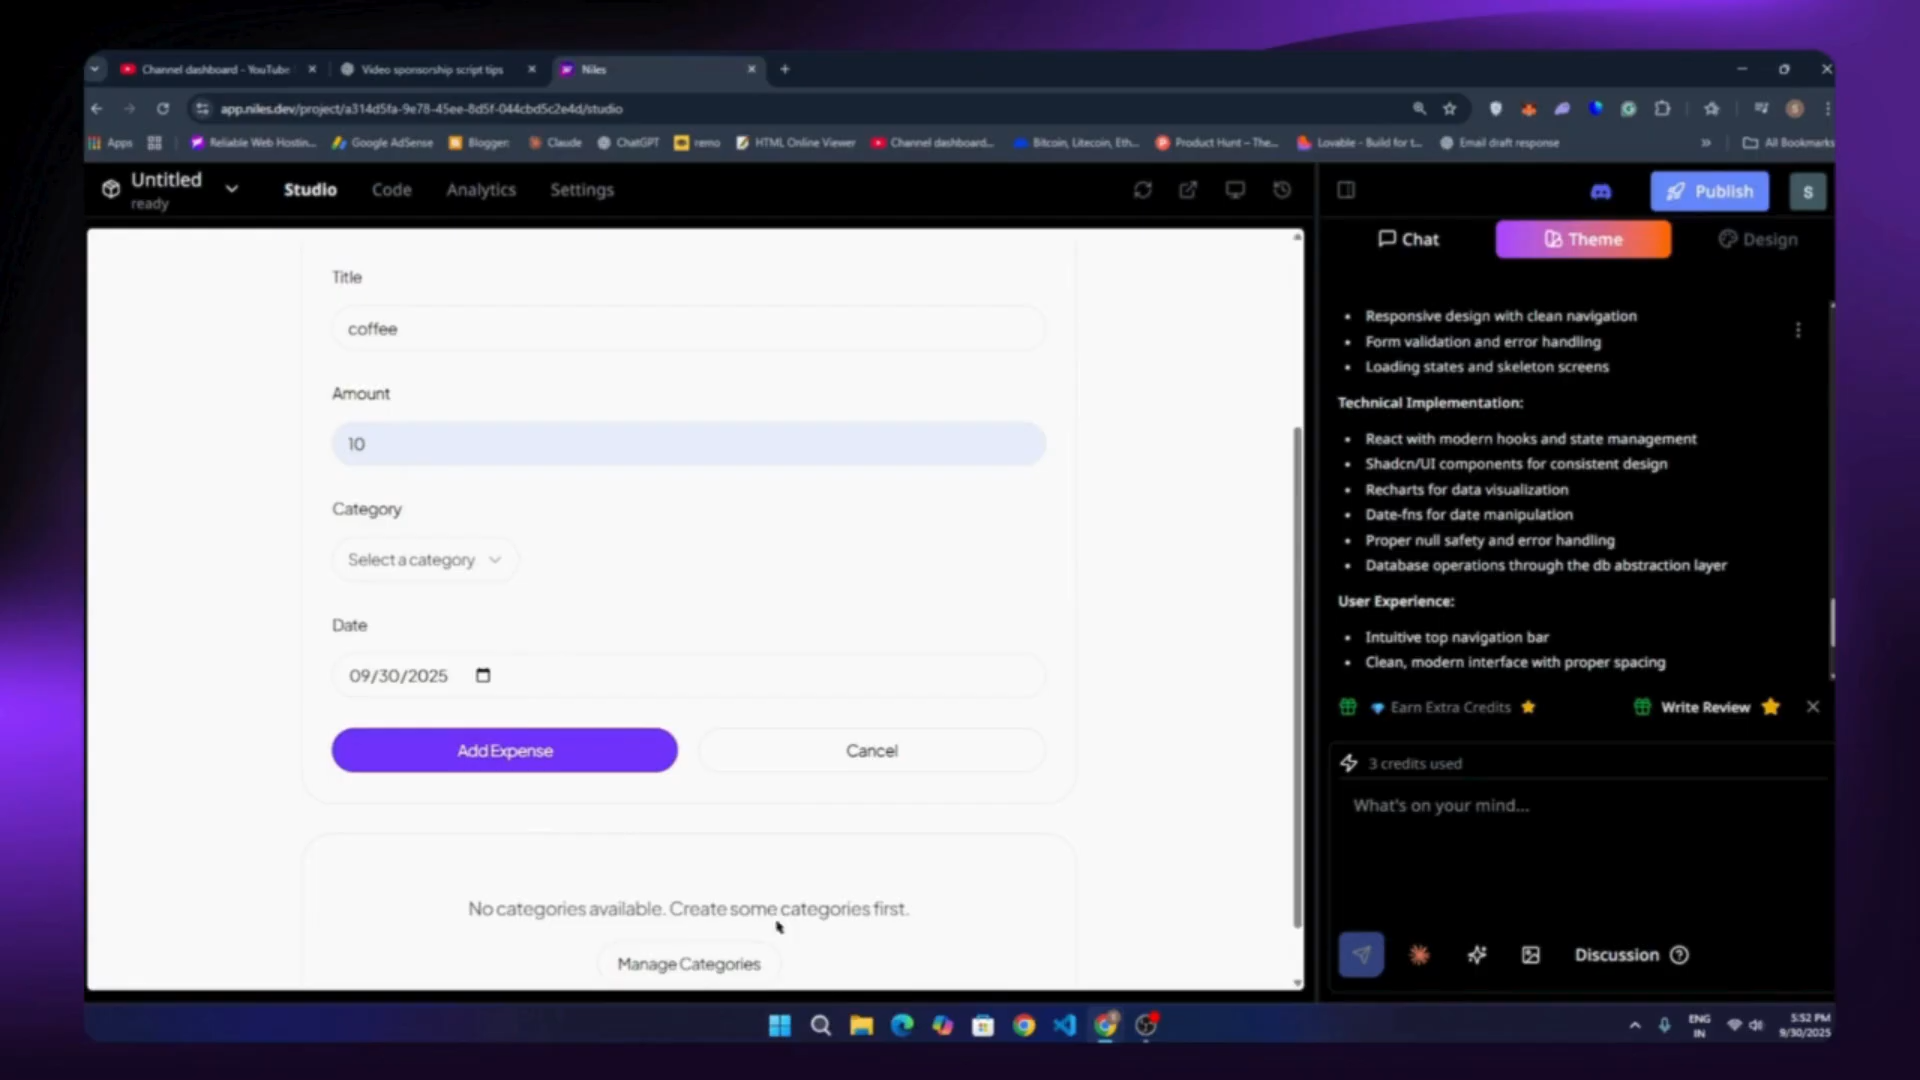 Channel dashboard - YouTube
Video sponsorship script tips
Niles
app.niles.dev/project/a314d5fa-9e78-45ee-8d5f-044cbd5c2e4d/studio
Apps
Reliable Web Hostin...
Google AdSense
Blogger
Claude
ChatGPT
remo
HTML Online Viewer
Channel dashboard...
Bitcoin, Litecoin, Eth...
Product Hunt – The...
Lovable - Build for t...
Email draft response
All Bookmarks
Untitled
ready
Studio
Code
Analytics
Settings
Publish
S
Title
coffee
Amount
10
Category
Select a category
Date
09/30/2025
Add Expense
Cancel
No categories available. Create some categories first.
Manage Categories
Chat
Theme
Design
• Responsive design with clean navigation
• Form validation and error handling
• Loading states and skeleton screens
Technical Implementation:
• React with modern hooks and state management
• Shadcn/UI components for consistent design
• Recharts for data visualization
• Date-fns for date manipulation
• Proper null safety and error handling
• Database operations through the db abstraction layer
User Experience:
• Intuitive top navigation bar
• Clean, modern interface with proper spacing
Earn Extra Credits
Write Review
3 credits used
What's on your mind...
Discussion
ENG
IN
5:52 PM
9/30/2025